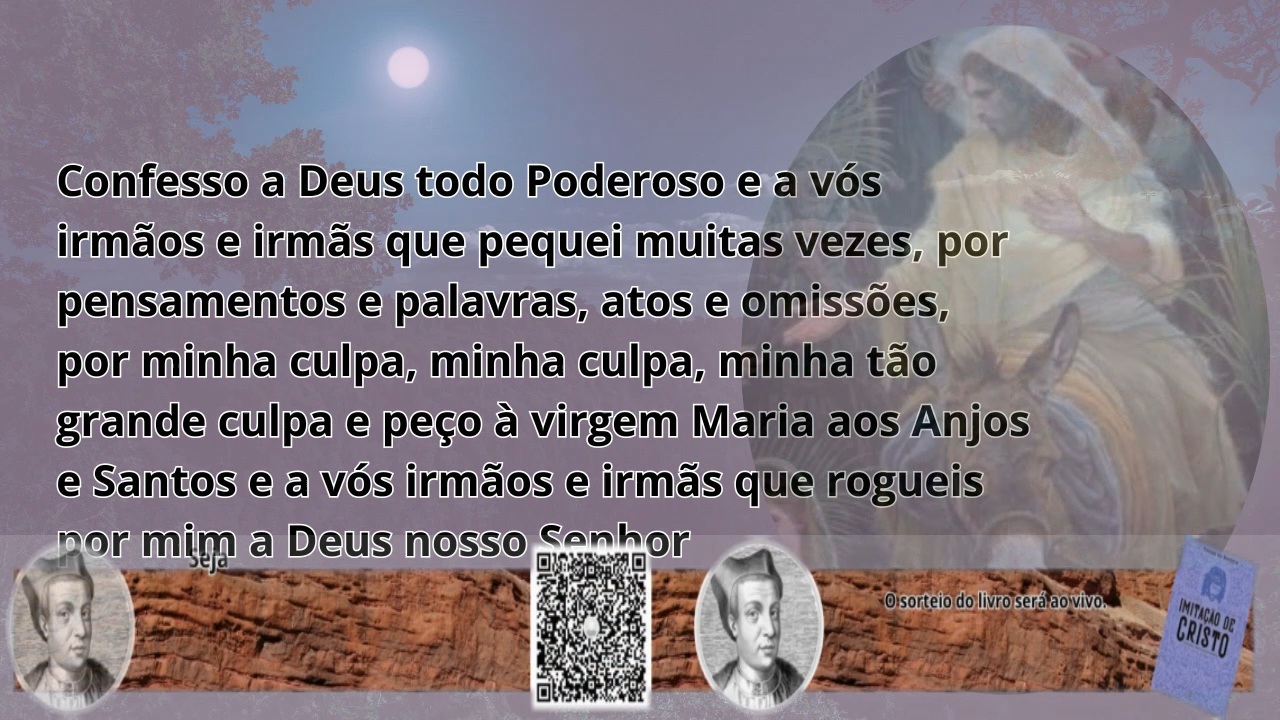 Confesso a Deus todo Poderoso e a vós
irmãos e irmãs que pequei muitas vezes, por
pensamentos e palavras, atos e omissões,
por minha culpa, minha culpa, minha tão
grande culpa e peço à virgem Maria aos Anjos
e Santos e a vós irmãos e irmãs que rogueis
por mim a Deus nosso Senhor
Seja
O sorteio do livro será ao vivo.
IMITAÇÃO DE
CRISTO